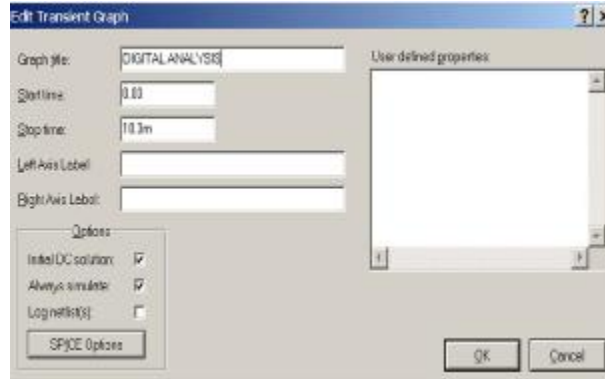 Edit Transient Graph
Graph title:
DIGITAL ANALYSIS
User defined properties:
Start time:
0.00
Stop time:
10.3m
Left Axis Label:
Right Axis Label:
Options
Initial DC solution:
Always simulate:
Log netlist(s):
SPICE Options
OK
Cancel